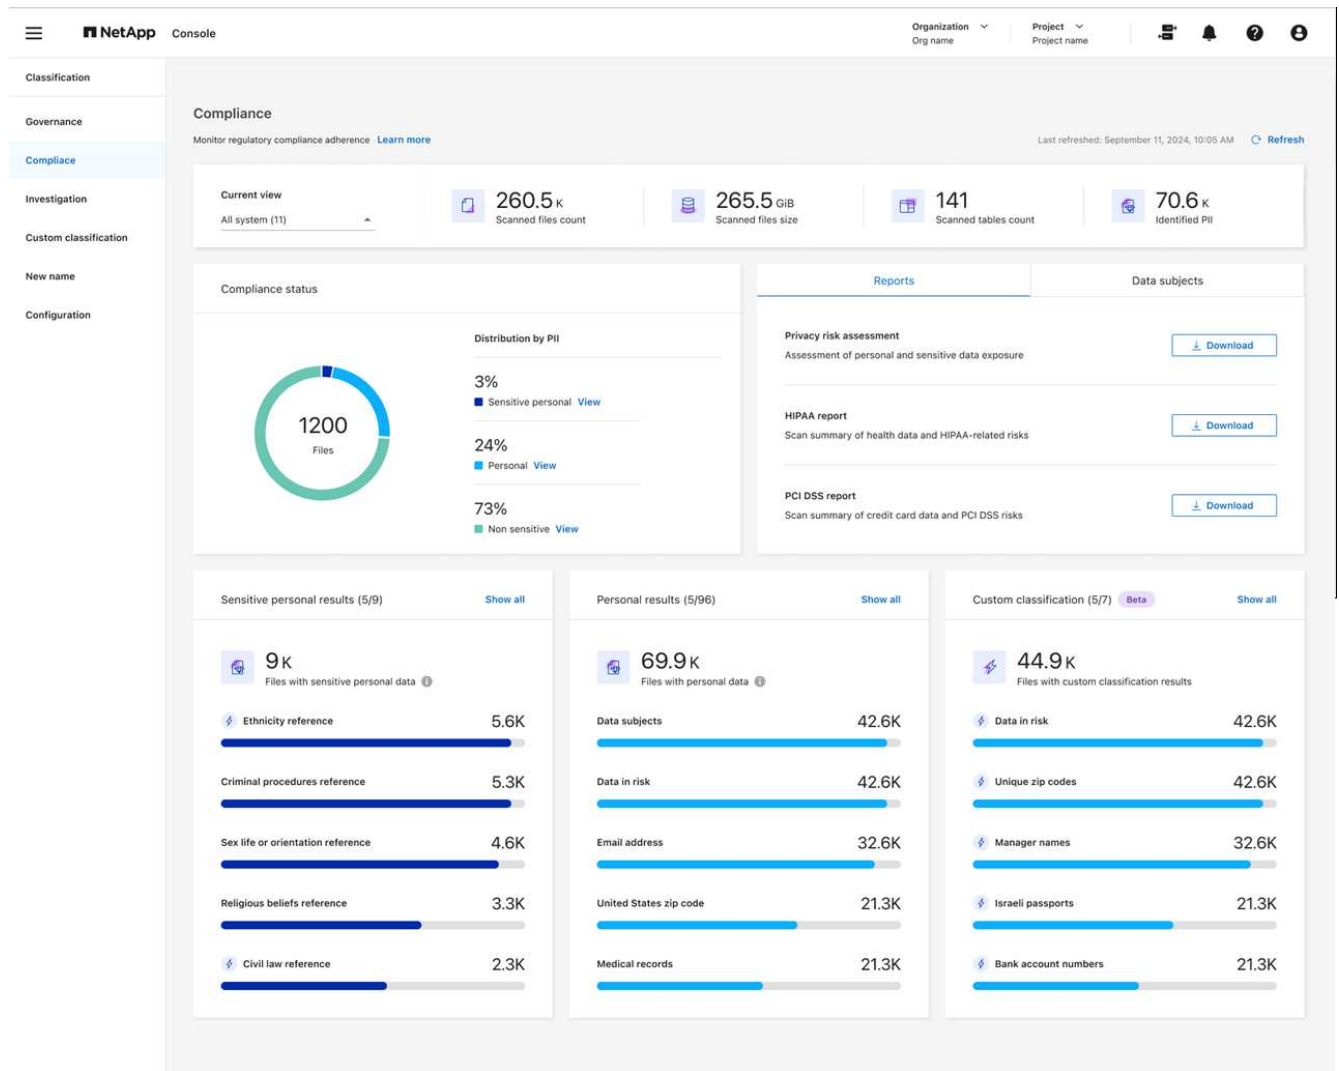 NetApp Console
Organization
Org name
Project
Project name
Classification
Governance
Compliace
Investigation
Custom classification
New name
Configuration
Compliance
Monitor regulatory compliance adherence Learn more
Last refreshed: September 11, 2024, 10:05 AM Refresh
Current view
All system (11)
260.5 K
Scanned files count
265.5 GiB
Scanned files size
141
Scanned tables count
70.6 K
Identified PII
Compliance status
1200
Files
Distribution by PII
3%
Sensitive personal View
24%
Personal View
73%
Non sensitive View
Reports
Data subjects
Privacy risk assessment
Assessment of personal and sensitive data exposure
Download
HIPAA report
Scan summary of health data and HIPAA-related risks
Download
PCI DSS report
Scan summary of credit card data and PCI DSS risks
Download
Sensitive personal results (5/9) Show all
9 K
Files with sensitive personal data
Ethnicity reference 5.6K
Criminal procedures reference 5.3K
Sex life or orientation reference 4.6K
Religious beliefs reference 3.3K
Civil law reference 2.3K
Personal results (5/96) Show all
69.9 K
Files with personal data
Data subjects 42.6K
Data in risk 42.6K
Email address 32.6K
United States zip code 21.3K
Medical records 21.3K
Custom classification (5/7) Beta Show all
44.9 K
Files with custom classification results
Data in risk 42.6K
Unique zip codes 42.6K
Manager names 32.6K
Israeli passports 21.3K
Bank account numbers 21.3K